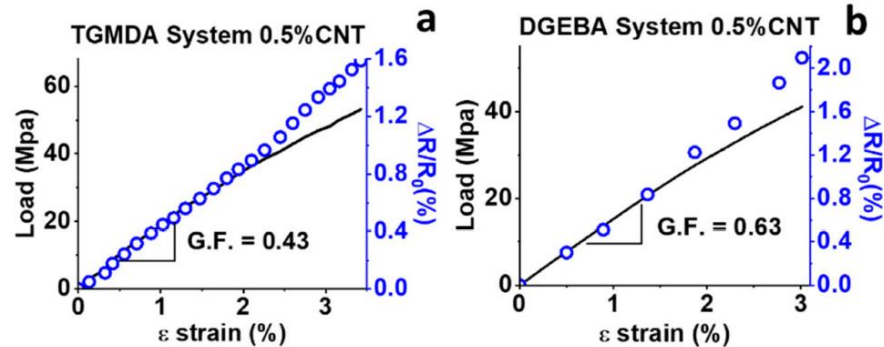 a
TGMDA System 0.5%CNT
Load (Mpa)
60
40
20
0
1.6
1.2
0.8
0.4
0.0
ΔR/R₀(%)
G.F. = 0.43
0 1 2 3
ε strain (%)
b
DGEBA System 0.5%CNT
Load (Mpa)
40
20
0
2.0
1.6
1.2
0.8
0.4
0.0
ΔR/R₀(%)
G.F. = 0.63
0 1 2 3
ε strain (%)